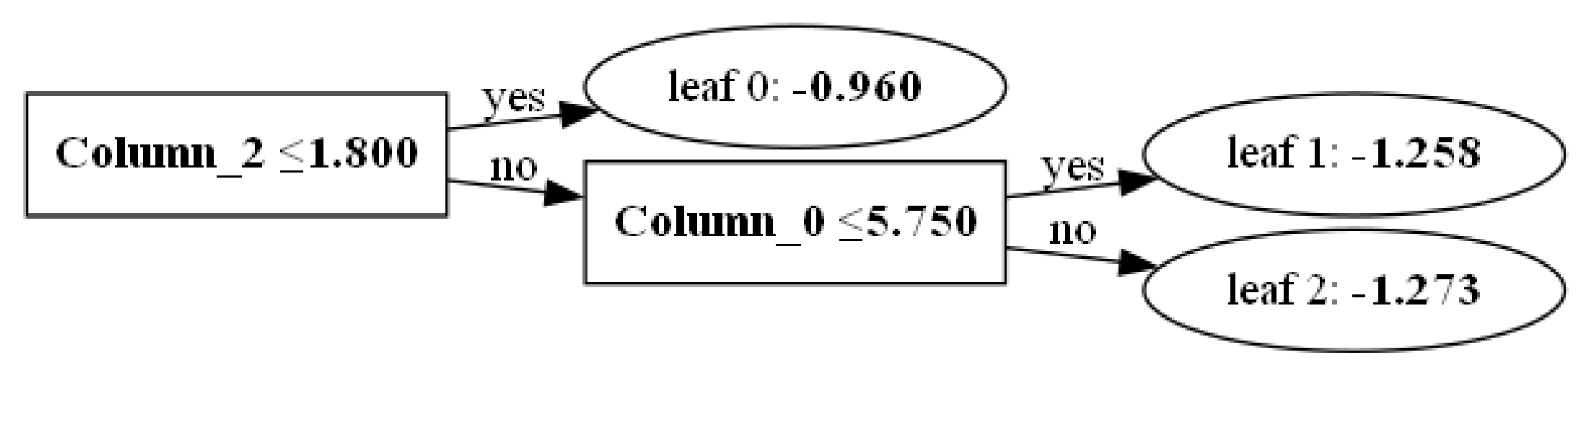 Column_2 ≤1.800
yes
no
leaf 0: -0.960
Column_0 ≤5.750
yes
no
leaf 1: -1.258
leaf 2: -1.273